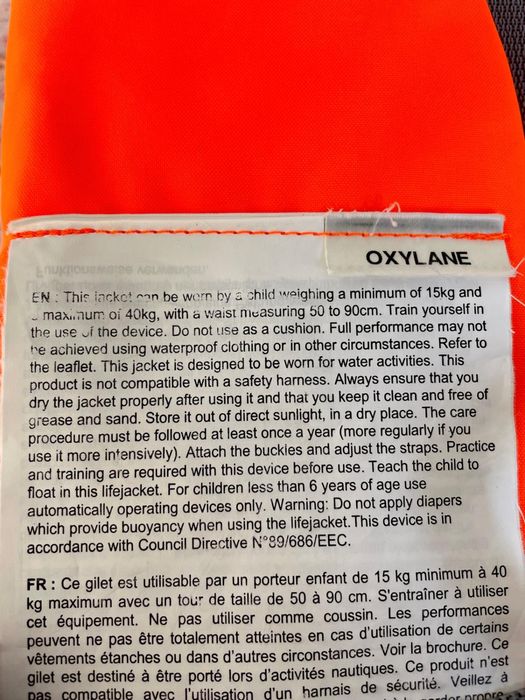 OXYLANE
Funktionsweise verwenden.
EN : This jacket can be worn by a child weighing a minimum of 15kg and
a maximum of 40kg, with a waist measuring 50 to 90cm. Train yourself in
the use of the device. Do not use as a cushion. Full performance may not
be achieved using waterproof clothing or in other circumstances. Refer to
the leaflet. This jacket is designed to be worn for water activities. This
product is not compatible with a safety harness. Always ensure that you
dry the jacket properly after using it and that you keep it clean and free of
grease and sand. Store it out of direct sunlight, in a dry place. The care
procedure must be followed at least once a year (more regularly if you
use it more intensively). Attach the buckles and adjust the straps. Practice
and training are required with this device before use. Teach the child to
float in this lifejacket. For children less than 6 years of age use
automatically operating devices only. Warning: Do not apply diapers
which provide buoyancy when using the lifejacket.This device is in
accordance with Council Directive N°89/686/EEC.
FR : Ce gilet est utilisable par un porteur enfant de 15 kg minimum à 40
kg maximum avec un tour de taille de 50 à 90 cm. S'entraîner à utiliser
cet équipement. Ne pas utiliser comme coussin. Les performances
peuvent ne pas être totalement atteintes en cas d'utilisation de certains
vêtements étanches ou dans d'autres circonstances. Voir la brochure. Ce
gilet est destiné à être porté lors d'activités nautiques. Ce produit n'est
pas compatible avec l'utilisation d'un harnais de sécurité. Veillez à